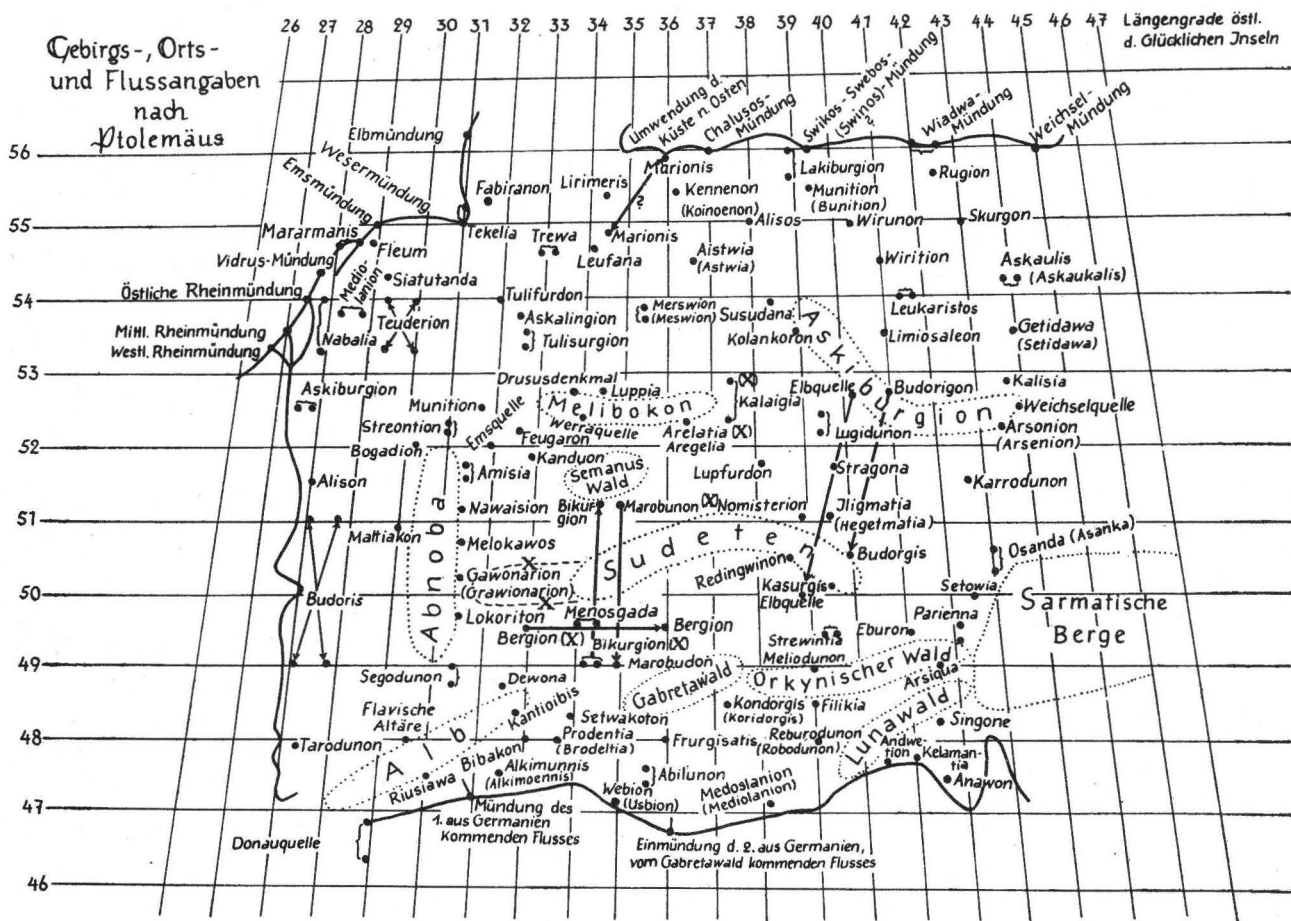 26 27 28 29 30 31 32 33 34 35 36 37 38 39 40 41 42 43 44 45 46 47
Längengrade östl.
d. Glücklichen Inseln
Gebirgs-, Orts-
und Flussangaben
nach
Ptolemäus
Elbmündung
Umwendung d.
Küste n. Osten
Chalusos-
Mündung
Swikos-Swebos-
(Swinos)-Mündung
?
Wiadwa-
Mündung
Weichsel-
Mündung
56
Wesermündung
Emsmündung
Fabiranon
Lirimeris
Marionis
Kennenon
(Koinoenon)
Lakiburgion
Munition
(Bunition)
Rugion
?
55
Mararmanis
Fleum
Tekelia
Trewa
Marionis
Leufana
Alisos
Wirunon
Skurgon
Aistwia
(Astwia)
Wirition
Askaulis
(Askaukalis)
Vidrus-Mündung
Medio-
lanion
Siatutanda
Östliche Rheinmündung
54
Tulifurdon
Merswion
(Meswion)
Susudana
Leukaristos
Teuderion
Askalingion
Mittl. Rheinmündung
Westl. Rheinmündung
Nabalia
Tulisurgion
Kolankoron
Limiosaleon
Getidawa
(Setidawa)
Askiburgion
53
Askiburgion
Drususdenkmal
Luppia
(X)
Kalaigia
Elbquelle
Budorigon
Kalisia
Munition
Melibokon
Werraquelle
Weichselquelle
Streontion
Emsquelle
Feugaron
Arelatia (X)
Aregelia
Lugidunon
Arsonion
(Arsenion)
52
Bogadion
Kanduon
Amisia
Semanus
Wald
Lupfurdon
Stragona
Karrodunon
Alison
Nawaision
Bikur-
gion
Marobunon (X)
Nomisterion
Iligmatia
(Hegetmatia)
51
Mattiakon
Melokawos
Sudeten
Budorgis
Osanda (Asanka)
Abnoba
X
Redingwinon
Gawonarion
(Grawionarion)
X
Kasurgis
Elbquelle
Setowia
Sarmatische
Berge
50
Budoris
Lokoriton
Menosgada
Parienna
Bergion (X)
Bergion
Bikurgion (X)
Strewintia
Eburon
Meliodunon
49
Marobudon
Orkynischer Wald
Segodunon
Dewona
Gabretawald
Arsiqua
Flavische
Altäre
Kantioibis
Setwakoton
Kondorgis
(Koridorgis)
Filikia
Lunawald
Singone
48
Tarodunon
Alb
Bibakon
Prodentia
(Brodeltia)
Frurgisatis
Reburodunon
(Robodunon)
Andwe-
tion
Kelaman-
tia
Riusiawa
Alkimunnis
(Alkimoennis)
Abilunon
Anawon
Webion
(Usbion)
Medoslanion
(Mediolanion)
47
Mündung des
1. aus Germanien
kommenden Flusses
Donauquelle
Einmündung d. 2. aus Germanien,
vom Gabretawald kommenden Flusses
46